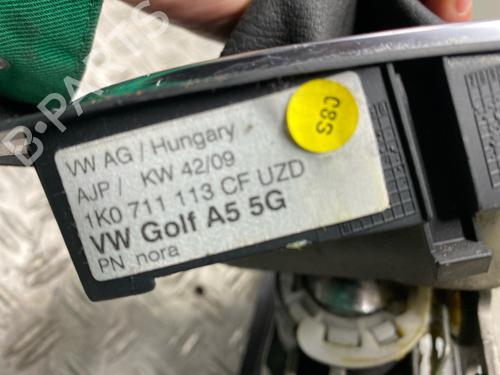 B-PARTS
C8S
VW AG / Hungary
AJP / KW 42/09
1K0 711 113 CF UZD
VW Golf A5 5G
PN nora